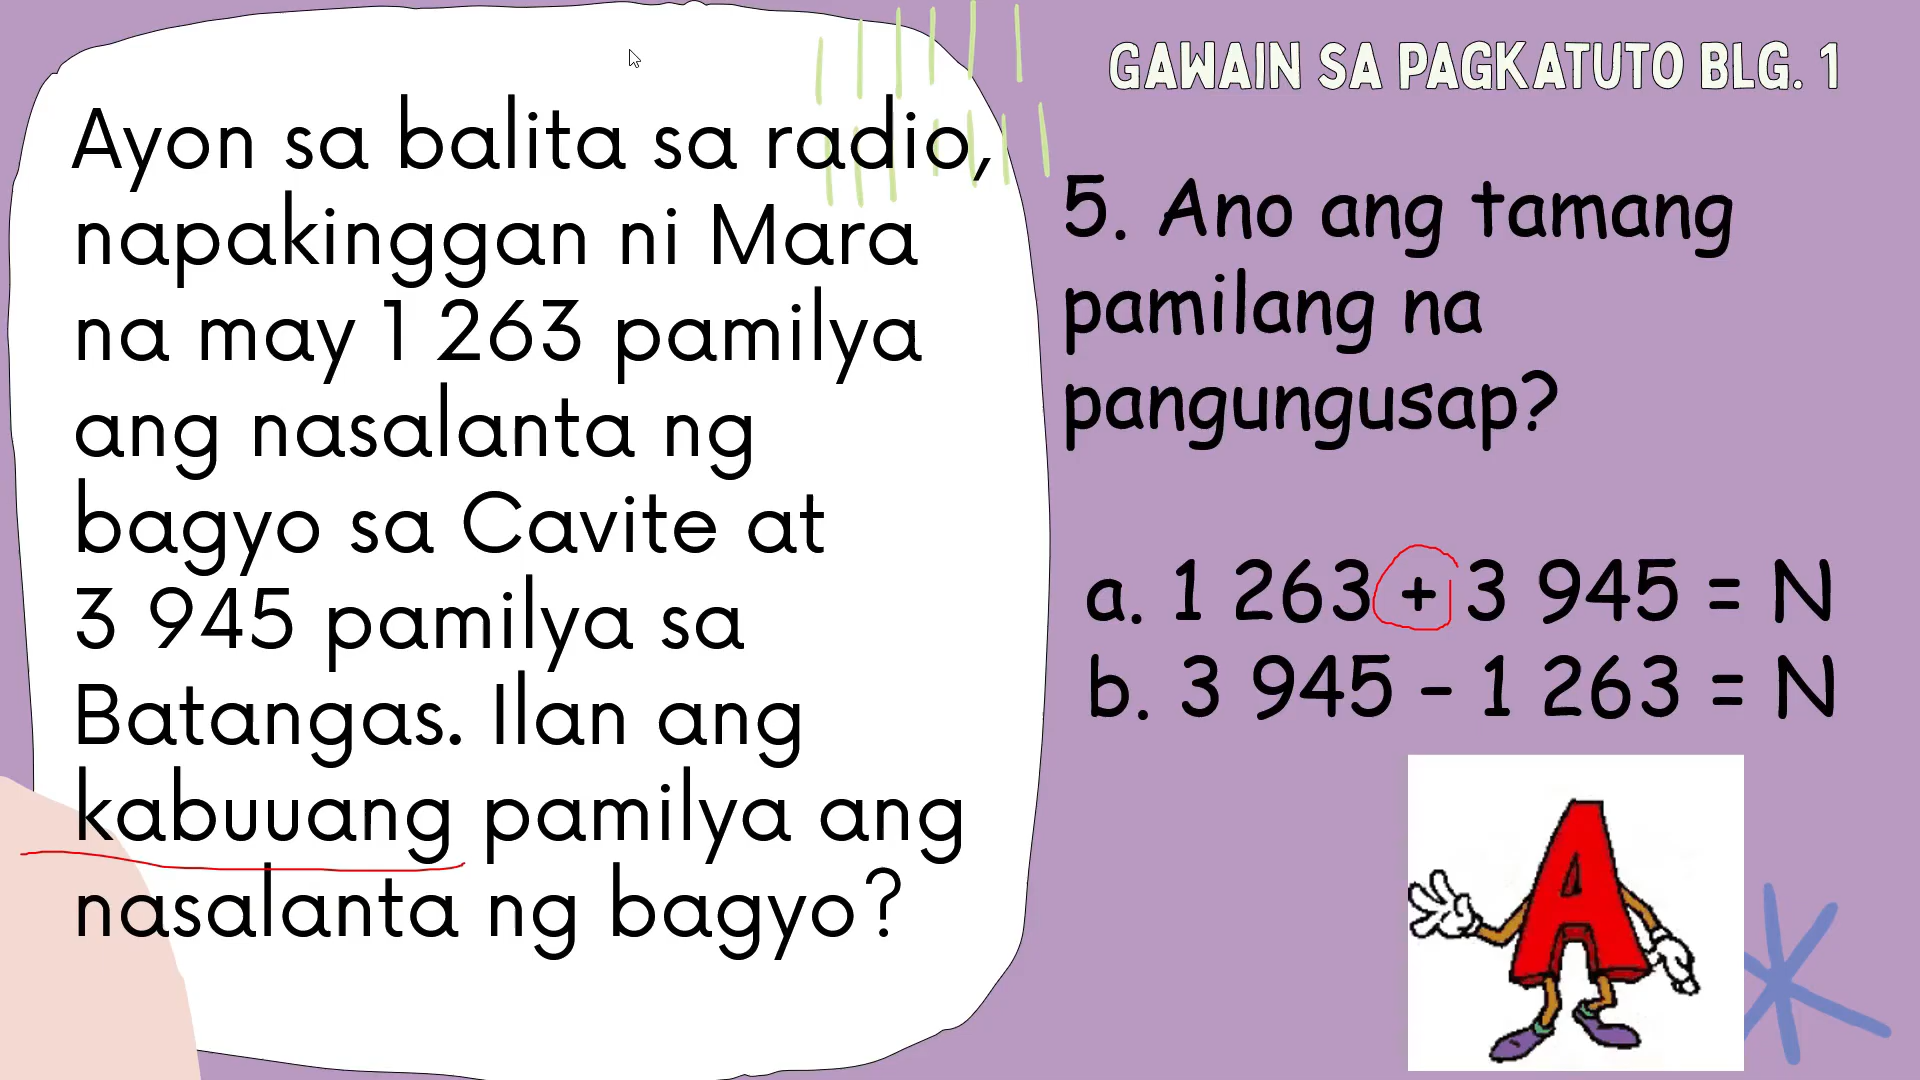 Ayon sa balita sa radio,
napakinggan ni Mara
na may 1 263 pamilya
ang nasalanta ng
bagyo sa Cavite at
3 945 pamilya sa
Batangas. Ilan ang
kabuuang pamilya ang
nasalanta ng bagyo?
GAWAIN SA PAGKATUTO BLG. 1
5. Ano ang tamang
pamilang na
pangungusap?
a. 1 263 + 3 945 = N
b. 3 945 - 1 263 = N
A